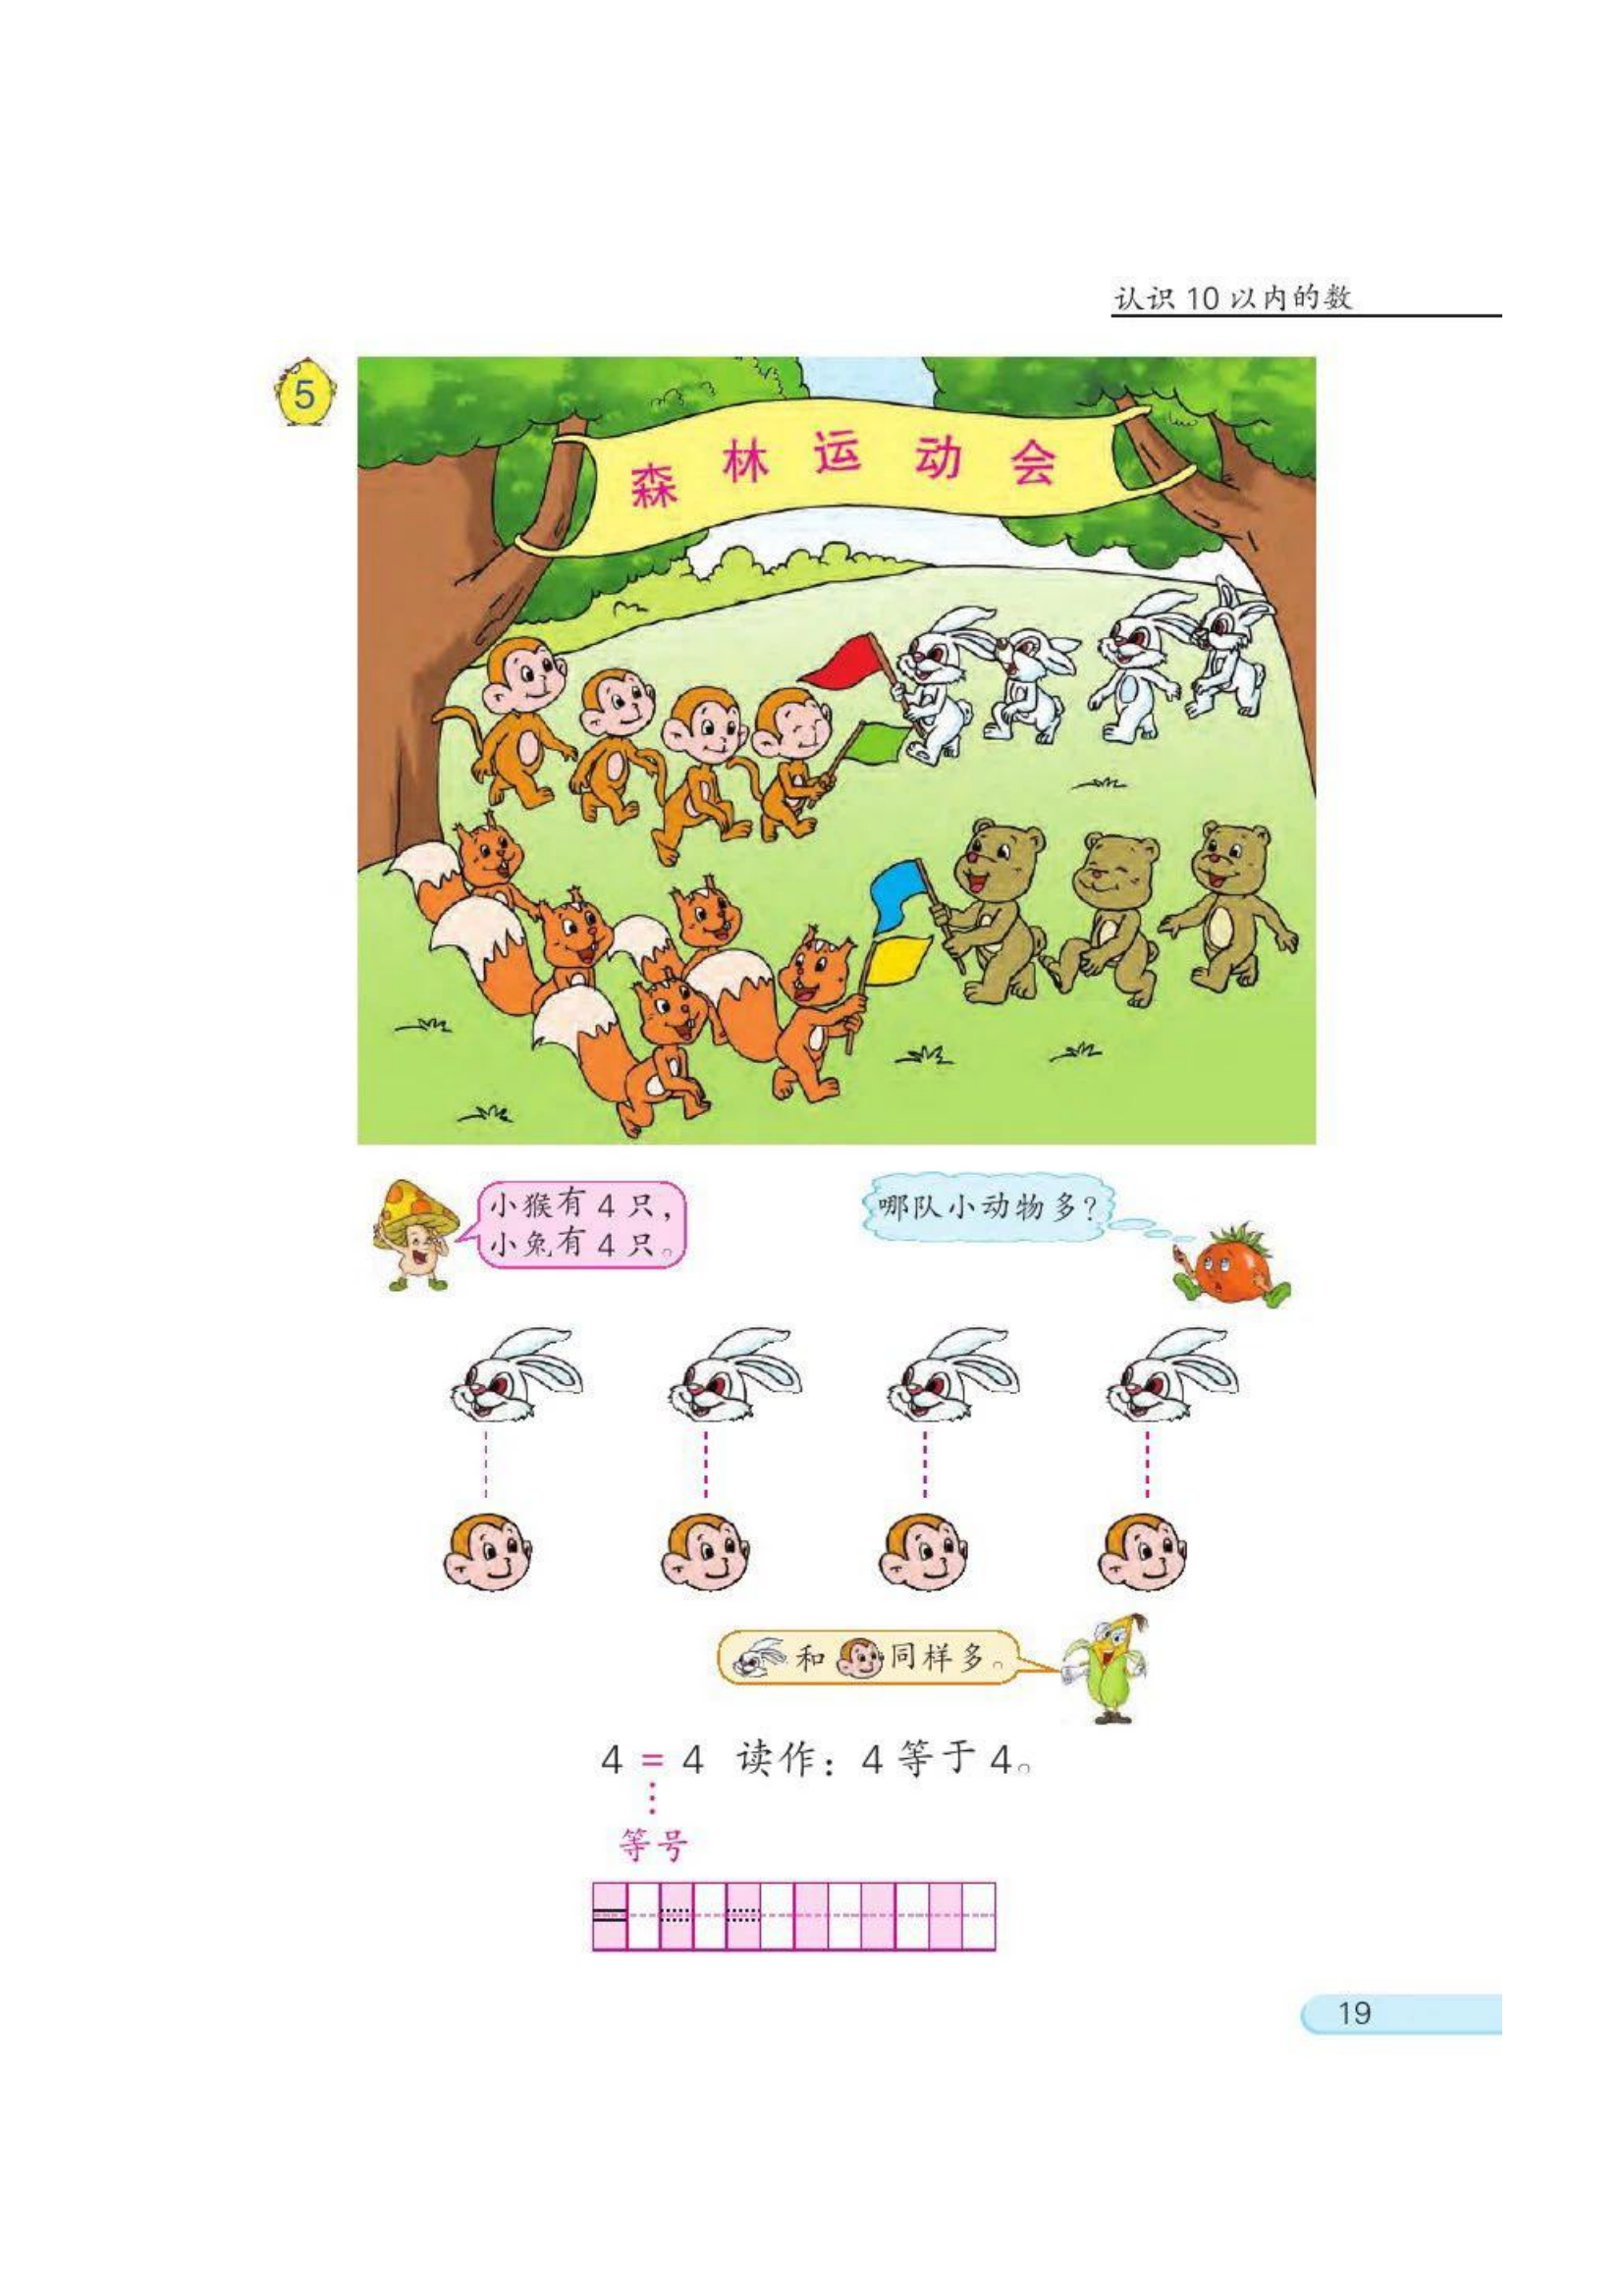 认识 10 以内的数
5
森林运动会
小猴有 4 只，
小兔有 4 只。
哪队小动物多？
和 同样多。
4 = 4 读作：4 等于 4。
等号
=
19